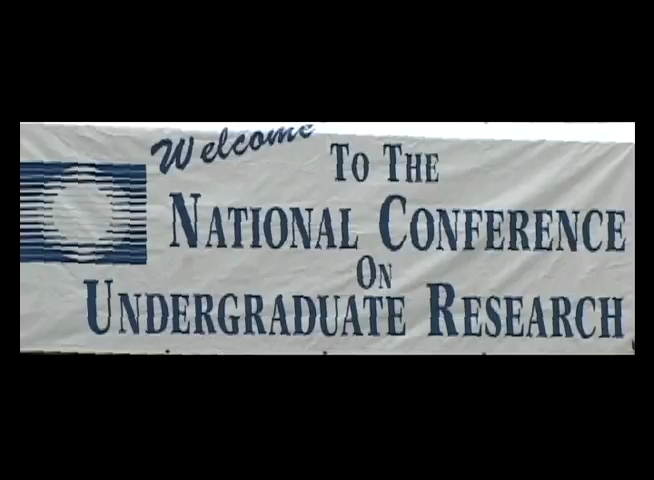 Welcome To The
National Conference
On
Undergraduate Research